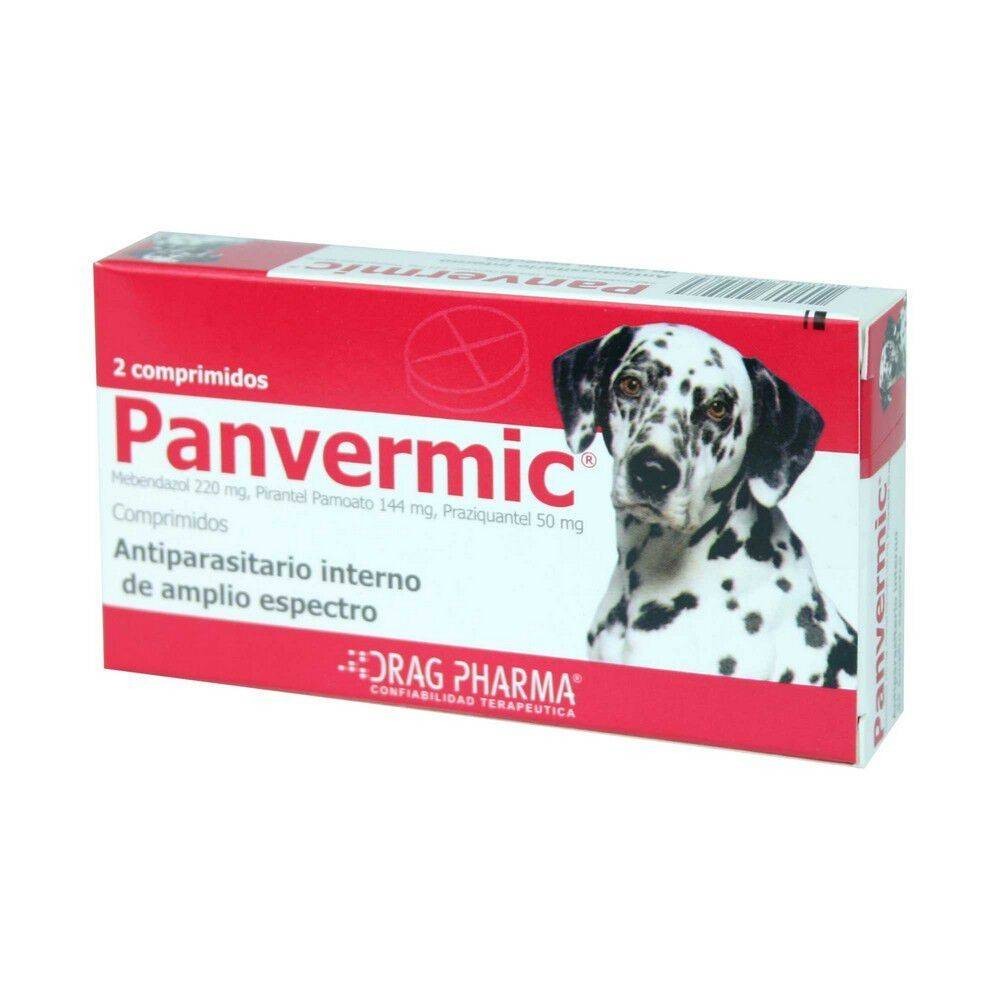 Panvermic
2 comprimidos
Panvermic®
Mebendazol 220 mg, Pirantel Pamoato 144 mg, Praziquantel 50 mg
Comprimidos
Antiparasitario interno
de amplio espectro
DRAG PHARMA®
CONFIABILIDAD TERAPEUTICA
Panvermic